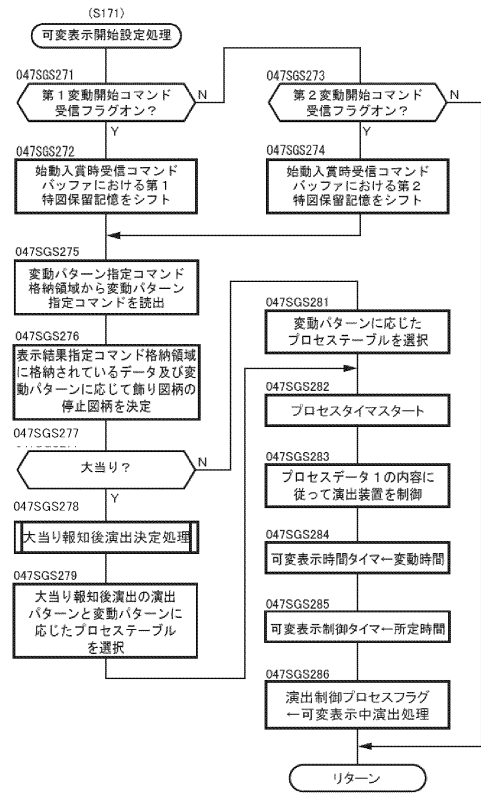 (S171)
可変表示開始設定処理
047SGS271
第1変動開始コマンド
受信フラグオン？
N
Y
047SGS273
第2変動開始コマンド
受信フラグオン？
N
Y
047SGS272
始動入賞時受信コマンド
バッファにおける第1
特図保留記憶をシフト
047SGS274
始動入賞時受信コマンド
バッファにおける第2
特図保留記憶をシフト
047SGS275
変動パターン指定コマンド
格納領域から変動パターン
指定コマンドを読出
047SGS276
表示結果指定コマンド格納領域
に格納されているデータ及び変
動パターンに応じて飾り図柄の
停止図柄を決定
047SGS277
大当り？
N
Y
047SGS278
大当り報知後演出決定処理
047SGS279
大当り報知後演出の演出
パターンと変動パターンに
応じたプロセステーブル
を選択
047SGS281
変動パターンに応じた
プロセステーブルを選択
047SGS282
プロセスタイマスタート
047SGS283
プロセスデータ1の内容に
従って演出装置を制御
047SGS284
可変表示時間タイマ←変動時間
047SGS285
可変表示制御タイマ←所定時間
047SGS286
演出制御プロセスフラグ
←可変表示中演出処理
リターン